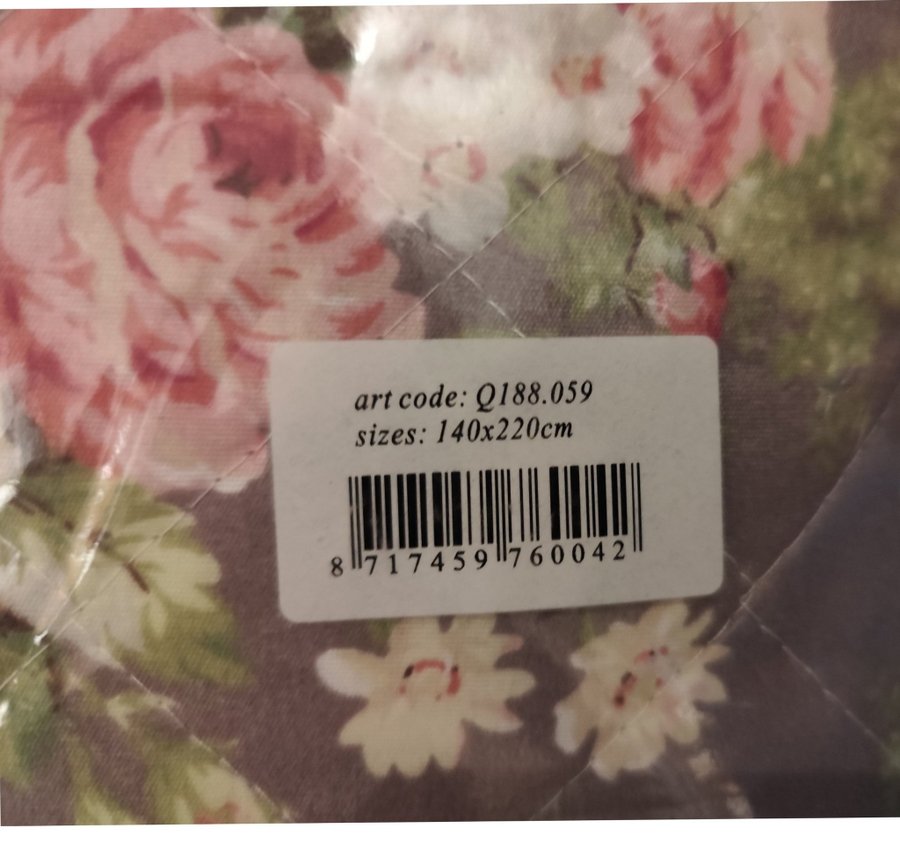 art code: Q188.059
sizes: 140x220cm
8 717459 760042